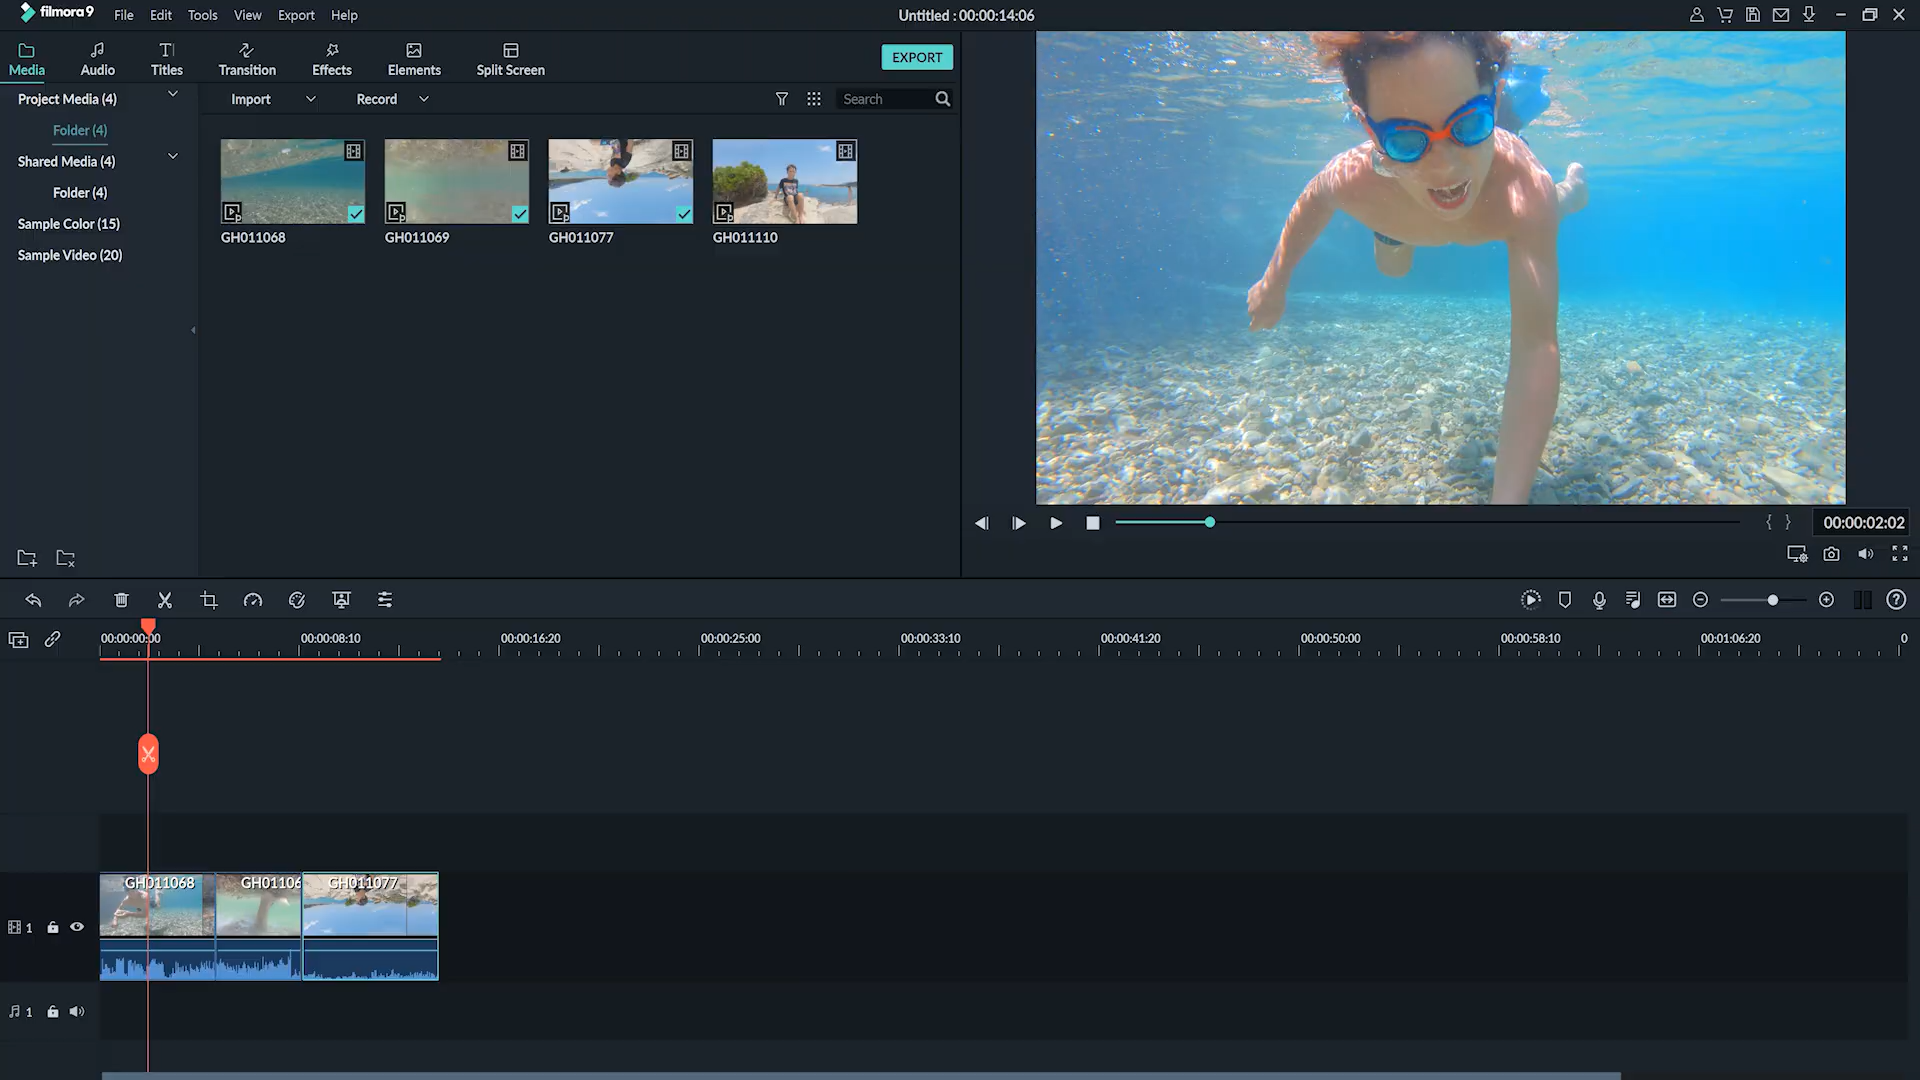 filmora 9 File Edit Tools View Export Help Untitled : 00:00:14:06
Media Audio Titles Transition Effects Elements Split Screen EXPORT
Project Media (4)
Folder (4)
Shared Media (4)
Folder (4)
Sample Color (15)
Sample Video (20)
Import Record Search
GH011068 GH011069 GH011077 GH011110
{ } 00:00:02:02
00:00:00:00 00:00:08:10 00:00:16:20 00:00:25:00 00:00:33:10 00:00:41:20 00:00:50:00 00:00:58:10 00:01:06:20 0
GH011068 GH01106 GH011077
1
1